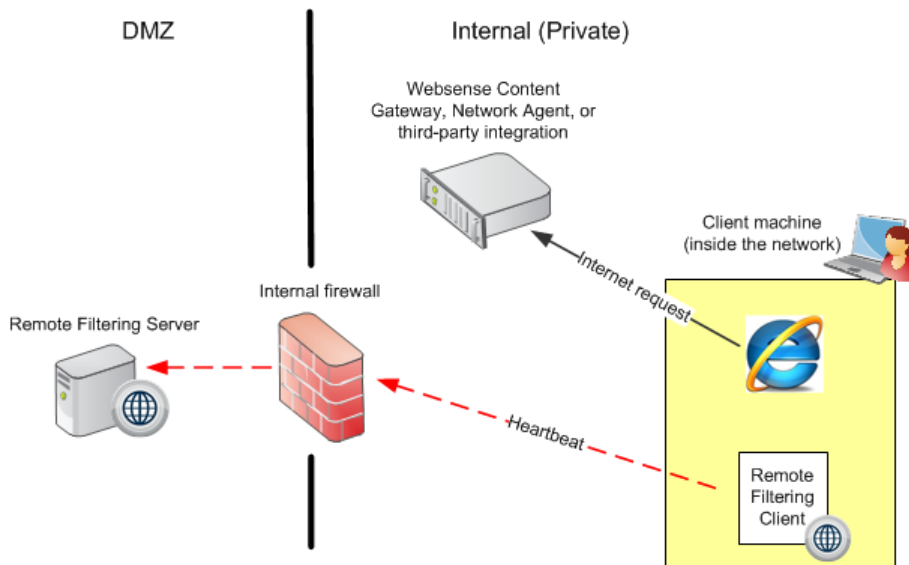 DMZ
Internal (Private)
Websense Content
Gateway, Network Agent, or
third-party integration
Client machine
(inside the network)
Internet request
Internal firewall
Remote Filtering Server
Heartbeat
Remote
Filtering
Client